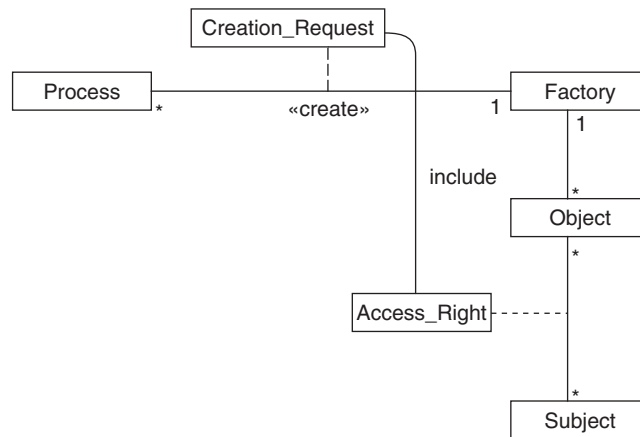 Creation_Request
Process
Factory
*
«create»
1
1
include
*
Object
*
Access_Right
*
Subject